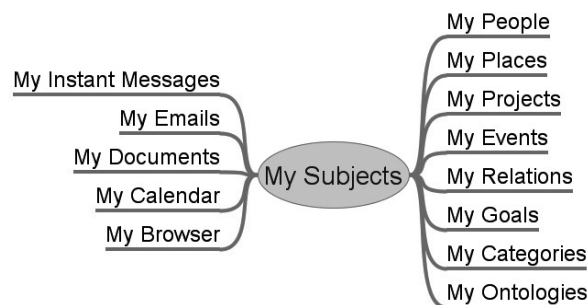 My Instant Messages
My Emails
My Documents
My Calendar
My Browser
My Subjects
My People
My Places
My Projects
My Events
My Relations
My Goals
My Categories
My Ontologies